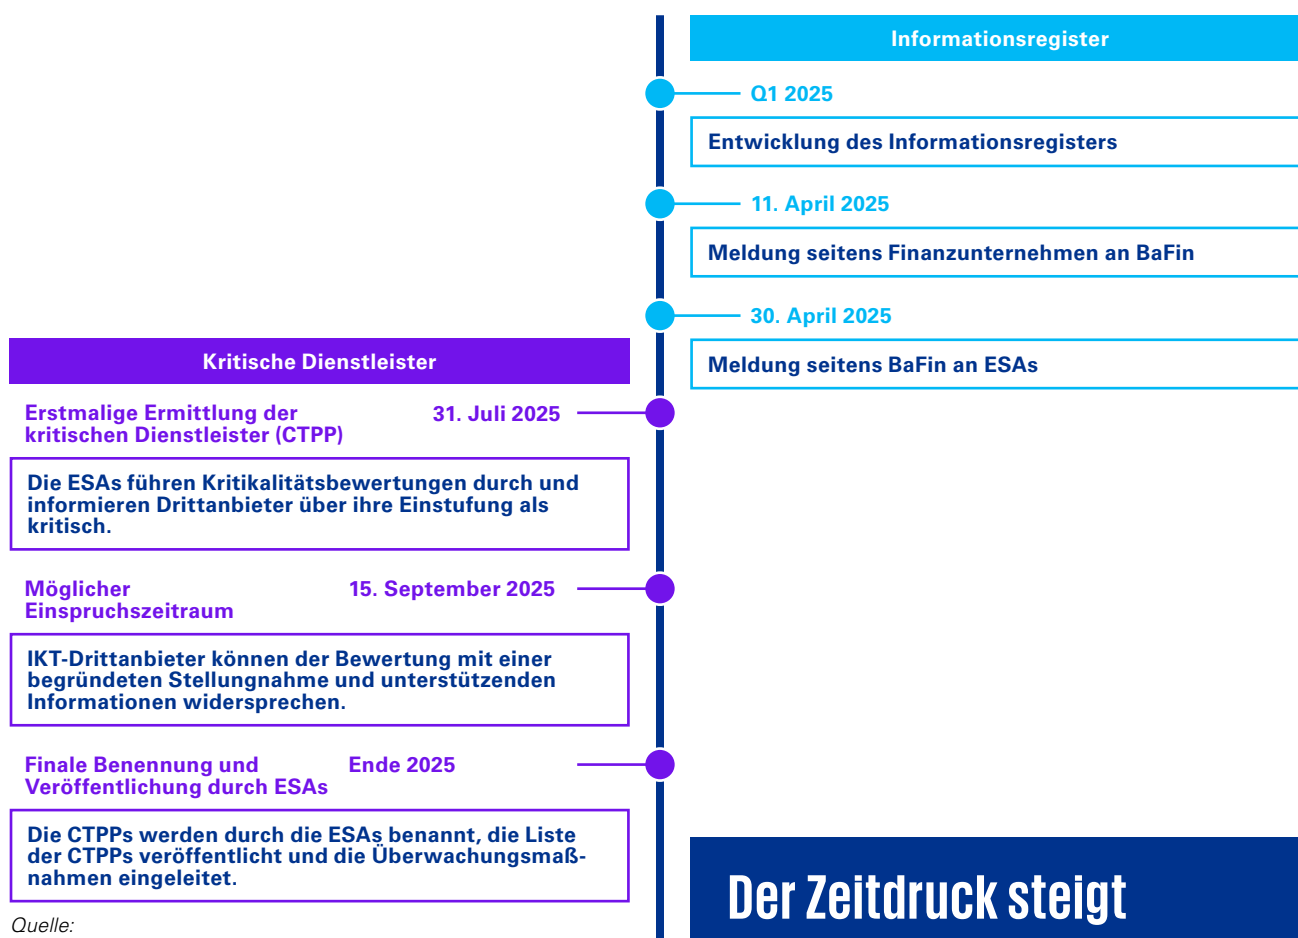 Informationsregister
Q1 2025
Entwicklung des Informationsregisters
11. April 2025
Meldung seitens Finanzunternehmen an BaFin
30. April 2025
Meldung seitens BaFin an ESAs
Kritische Dienstleister
Erstmalige Ermittlung der
kritischen Dienstleister (CTPP)
31. Juli 2025
Die ESAs führen Kritikalitätsbewertungen durch und
informieren Drittanbieter über ihre Einstufung als
kritisch.
Möglicher
Einspruchszeitraum
15. September 2025
IKT-Drittanbieter können der Bewertung mit einer
begründeten Stellungnahme und unterstützenden
Informationen widersprechen.
Finale Benennung und
Veröffentlichung durch ESAs
Ende 2025
Die CTPPs werden durch die ESAs benannt, die Liste
der CTPPs veröffentlicht und die Überwachungsmaß-
nahmen eingeleitet.
Quelle:
Der Zeitdruck steigt